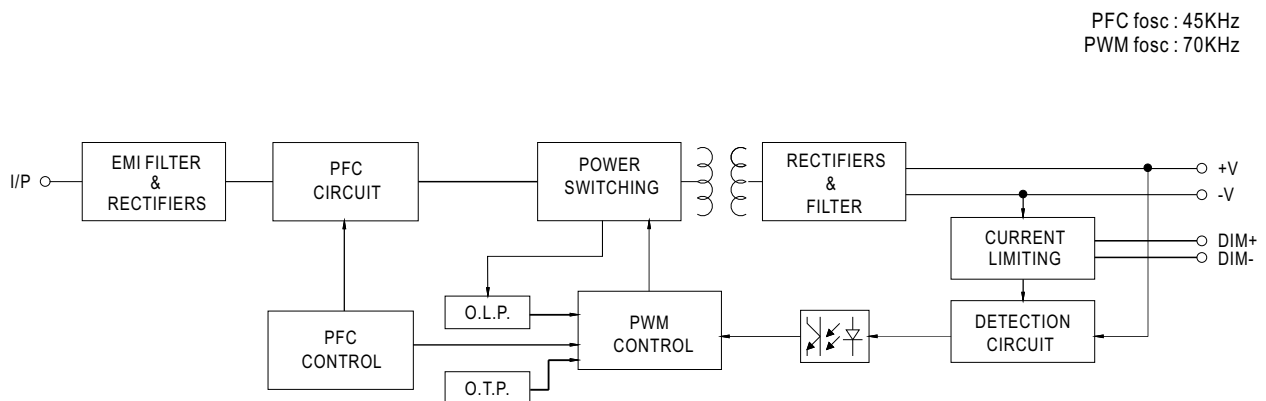 PFC fosc : 45KHz
PWM fosc : 70KHz
I/P
EMI FILTER
&
RECTIFIERS
PFC
CIRCUIT
POWER
SWITCHING
RECTIFIERS
&
FILTER
+V
-V
CURRENT
LIMITING
DIM+
DIM-
O.L.P.
PFC
CONTROL
PWM
CONTROL
DETECTION
CIRCUIT
O.T.P.